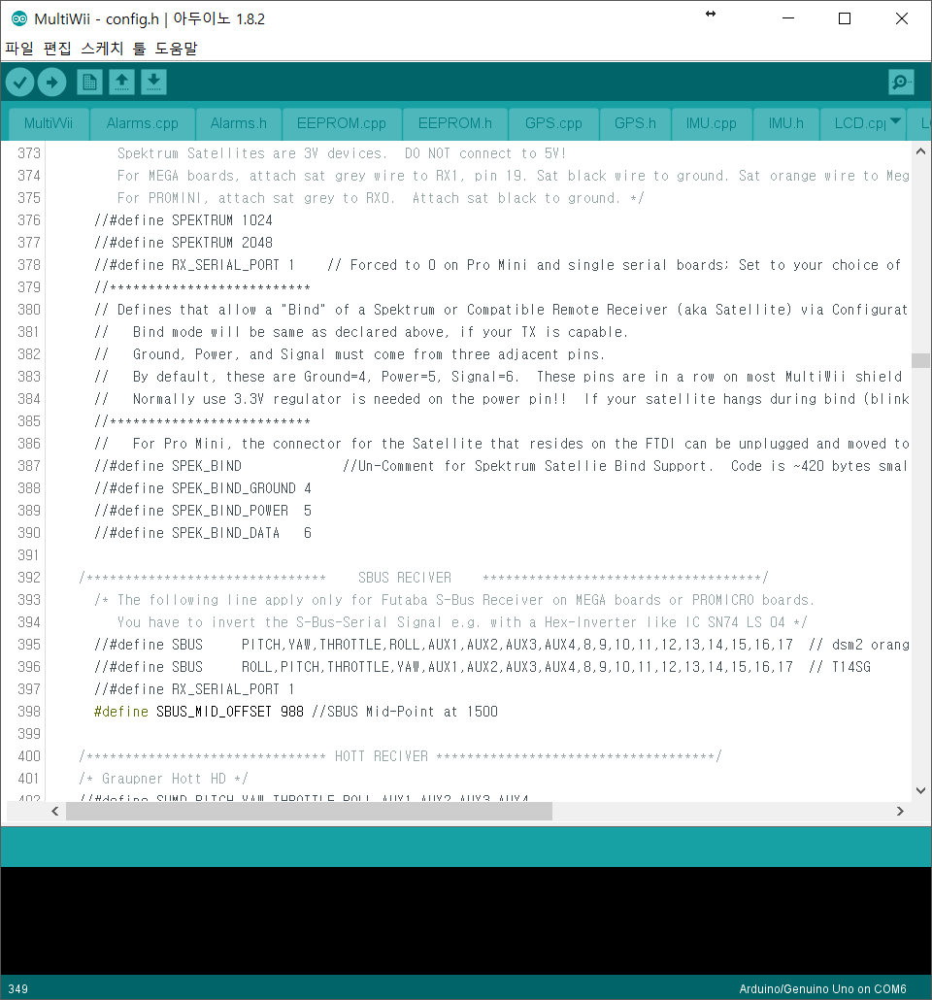 MultiWii - config.h | 아두이노 1.8.2
파일 편집 스케치 툴 도움말
MultiWii Alarms.cpp Alarms.h EEPROM.cpp EEPROM.h GPS.cpp GPS.h IMU.cpp IMU.h LCD.cpp
373 Spektrum Satellites are 3V devices. DO NOT connect to 5V!
374 For MEGA boards, attach sat grey wire to RX1, pin 19. Sat black wire to ground. Sat orange wire to Meg
375 For PROMINI, attach sat grey to RX0. Attach sat black to ground. */
376 //#define SPEKTRUM 1024
377 //#define SPEKTRUM 2048
378 //#define RX_SERIAL_PORT 1 // Forced to 0 on Pro Mini and single serial boards; Set to your choice of
379 //**************************
380 // Defines that allow a "Bind" of a Spektrum or Compatible Remote Receiver (aka Satellite) via Configurat
381 // Bind mode will be same as declared above, if your TX is capable.
382 // Ground, Power, and Signal must come from three adjacent pins.
383 // By default, these are Ground=4, Power=5, Signal=6. These pins are in a row on most MultiWii shield
384 // Normally use 3.3V regulator is needed on the power pin!! If your satellite hangs during bind (blink
385 //**************************
386 // For Pro Mini, the connector for the Satellite that resides on the FTDI can be unplugged and moved to
387 //#define SPEK_BIND //Un-Comment for Spektrum Satellie Bind Support. Code is ~420 bytes smal
388 //#define SPEK_BIND_GROUND 4
389 //#define SPEK_BIND_POWER 5
390 //#define SPEK_BIND_DATA 6
391
392 /******************************* SBUS RECIVER ************************************/
393 /* The following line apply only for Futaba S-Bus Receiver on MEGA boards or PROMICRO boards.
394 You have to invert the S-Bus-Serial Signal e.g. with a Hex-Inverter like IC SN74 LS 04 */
395 //#define SBUS PITCH,YAW,THROTTLE,ROLL,AUX1,AUX2,AUX3,AUX4,8,9,10,11,12,13,14,15,16,17 // dsm2 orang
396 //#define SBUS ROLL,PITCH,THROTTLE,YAW,AUX1,AUX2,AUX3,AUX4,8,9,10,11,12,13,14,15,16,17 // T14SG
397 //#define RX_SERIAL_PORT 1
398 #define SBUS_MID_OFFSET 988 //SBUS Mid-Point at 1500
399
400 /******************************* HOTT RECIVER ************************************/
401 /* Graupner Hott HD */
402 //#define SUMD PITCH,YAW,THROTTLE,ROLL,AUX1,AUX2,AUX3,AUX4
349 Arduino/Genuino Uno on COM6